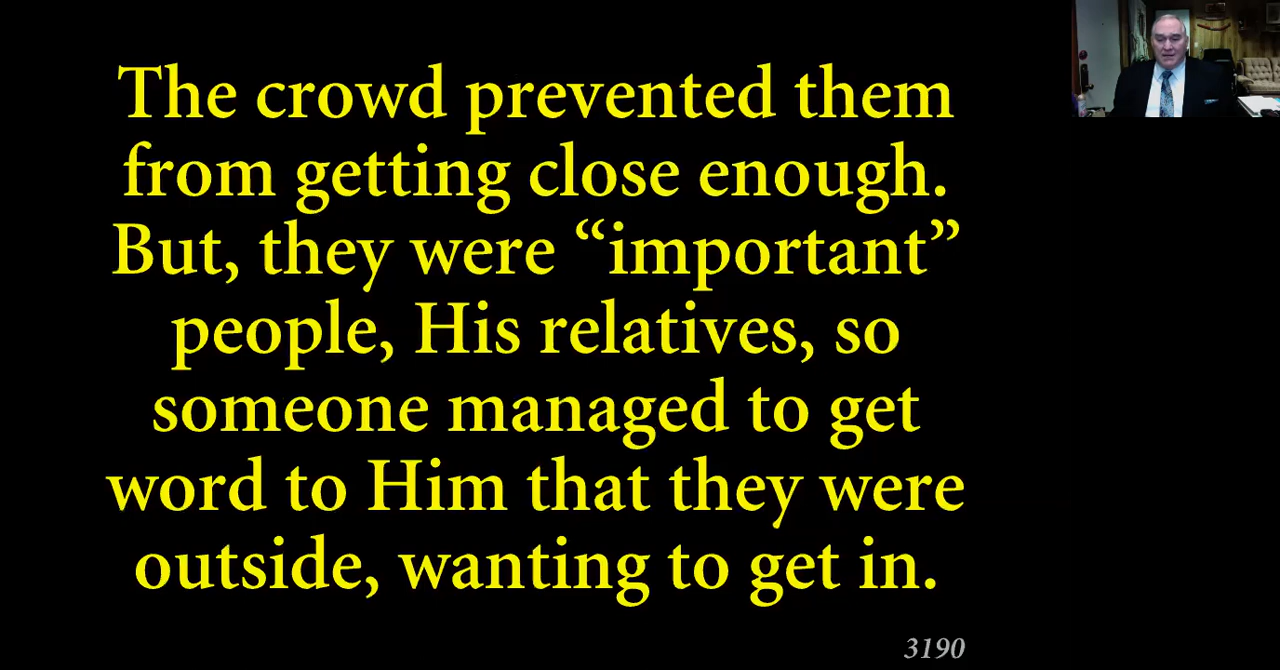 The crowd prevented them
from getting close enough.
But, they were “important”
people, His relatives, so
someone managed to get
word to Him that they were
outside, wanting to get in.
3190